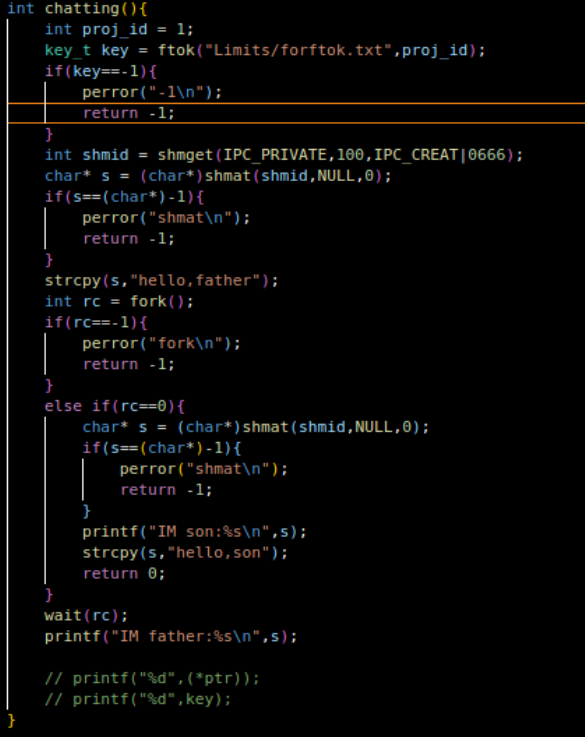 int chatting(){
    int proj_id = 1;
    key_t key = ftok("Limits/forftok.txt",proj_id);
    if(key==-1){
        perror("-1\n");
        return -1;
    }
    int shmid = shmget(IPC_PRIVATE,100,IPC_CREAT|0666);
    char* s = (char*)shmat(shmid,NULL,0);
    if(s==(char*)-1){
        perror("shmat\n");
        return -1;
    }
    strcpy(s,"hello,father");
    int rc = fork();
    if(rc==-1){
        perror("fork\n");
        return -1;
    }
    else if(rc==0){
        char* s = (char*)shmat(shmid,NULL,0);
        if(s==(char*)-1){
            perror("shmat\n");
            return -1;
        }
        printf("IM son:%s\n",s);
        strcpy(s,"hello,son");
        return 0;
    }
    wait(rc);
    printf("IM father:%s\n",s);

    // printf("%d",(*ptr));
    // printf("%d",key);
}